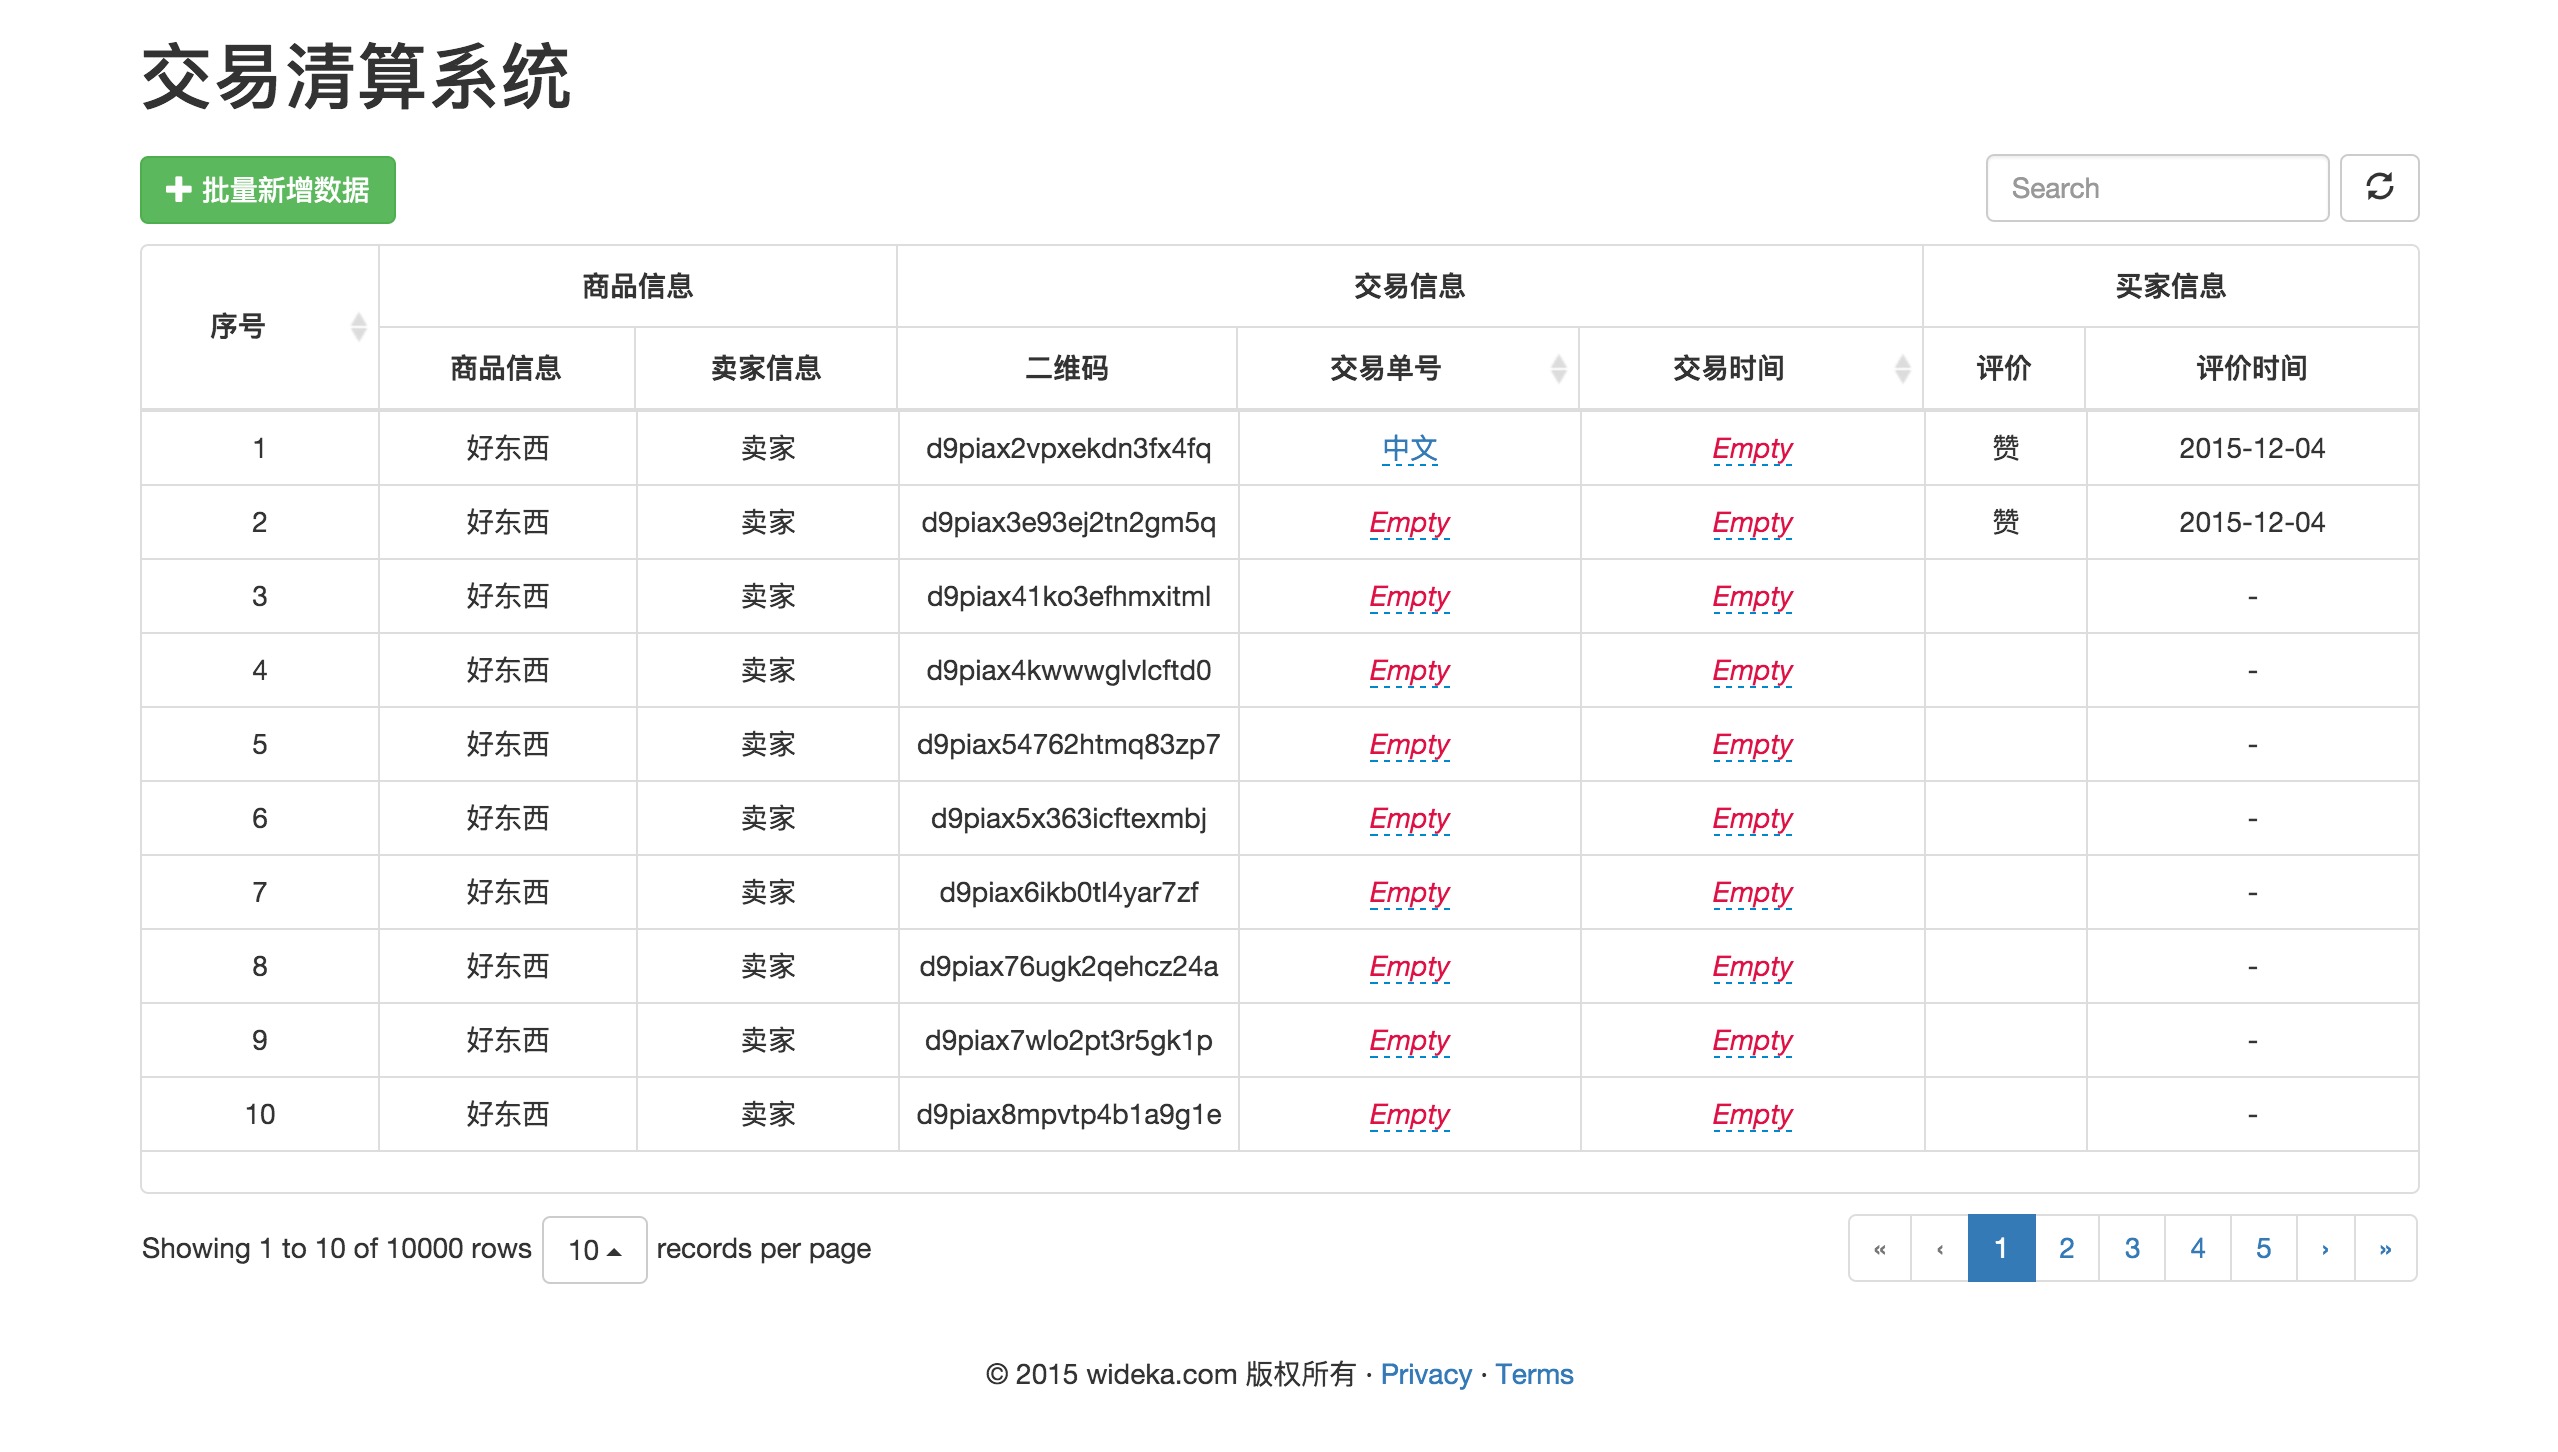 交易清算系统
批量新增数据
Search
序号 商品信息 交易信息 买家信息
商品信息 卖家信息 二维码 交易单号 交易时间 评价 评价时间
1 好东西 卖家 d9piax2vpxekdn3fx4fq 中文 Empty 赞 2015-12-04
2 好东西 卖家 d9piax3e93ej2tn2gm5q Empty Empty 赞 2015-12-04
3 好东西 卖家 d9piax41ko3efhmxitml Empty Empty -
4 好东西 卖家 d9piax4kwwwglvlcftd0 Empty Empty -
5 好东西 卖家 d9piax54762htmq83zp7 Empty Empty -
6 好东西 卖家 d9piax5x363icftexmbj Empty Empty -
7 好东西 卖家 d9piax6ikb0tl4yar7zf Empty Empty -
8 好东西 卖家 d9piax76ugk2qehcz24a Empty Empty -
9 好东西 卖家 d9piax7wlo2pt3r5gk1p Empty Empty -
10 好东西 卖家 d9piax8mpvtp4b1a9g1e Empty Empty -
Showing 1 to 10 of 10000 rows 10 records per page « ‹ 1 2 3 4 5 › »
© 2015 wideka.com 版权所有 · Privacy · Terms